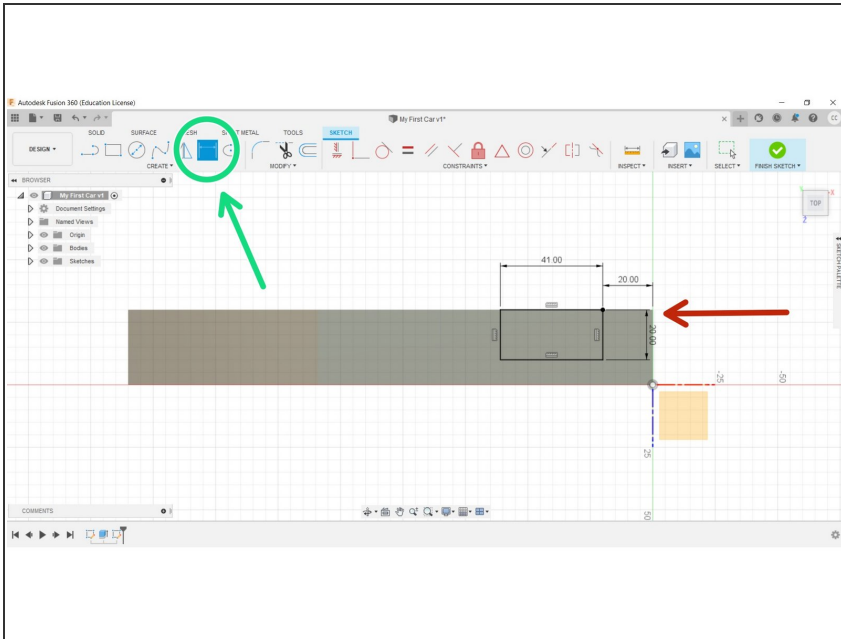 Autodesk Fusion 360 (Education License)
My First Car v1*
CC
SOLID SURFACE MESH SHEET METAL TOOLS SKETCH
DESIGN
CREATE MODIFY CONSTRAINTS INSPECT INSERT SELECT FINISH SKETCH
BROWSER
My First Car v1
Document Settings
Named Views
Origin
Bodies
Sketches
TOP
X
Z
SKETCH PALETTE
41.00
20.00
20.00
-25
-50
25
50
COMMENTS